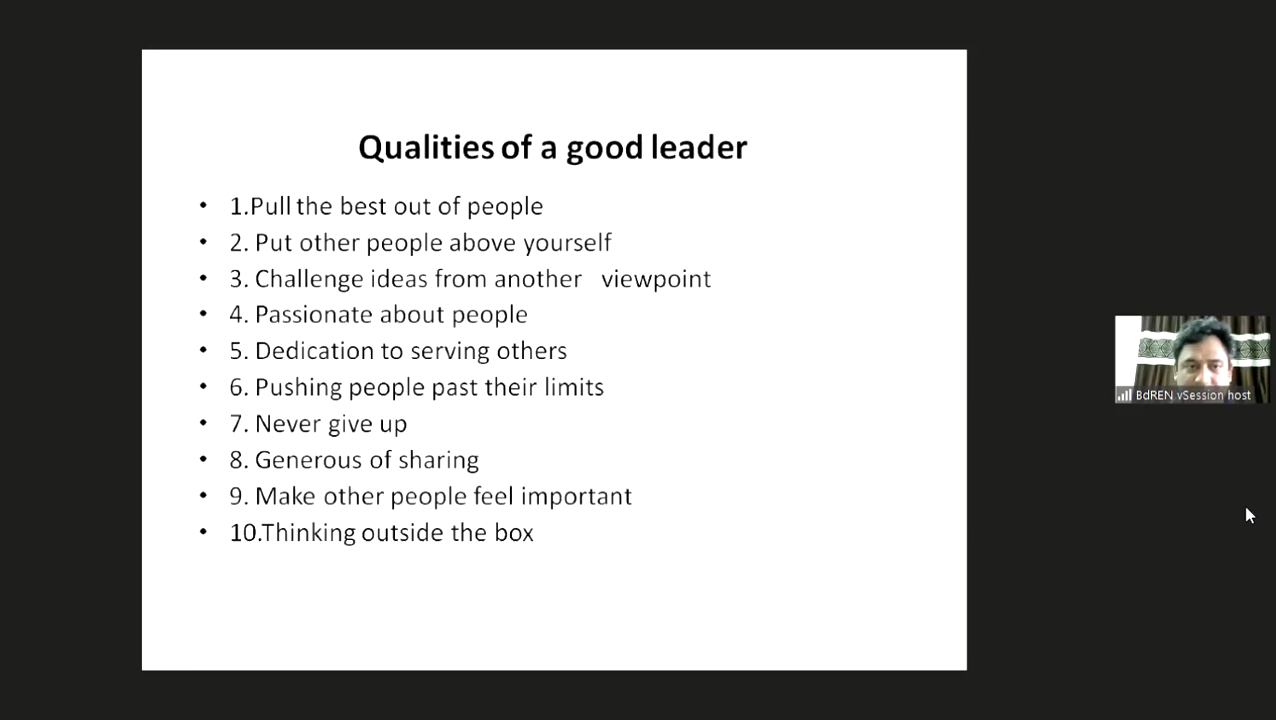 Qualities of a good leader
• 1.Pull the best out of people
• 2. Put other people above yourself
• 3. Challenge ideas from another viewpoint
• 4. Passionate about people
• 5. Dedication to serving others
• 6. Pushing people past their limits
• 7. Never give up
• 8. Generous of sharing
• 9. Make other people feel important
• 10.Thinking outside the box
BdREN vSession host